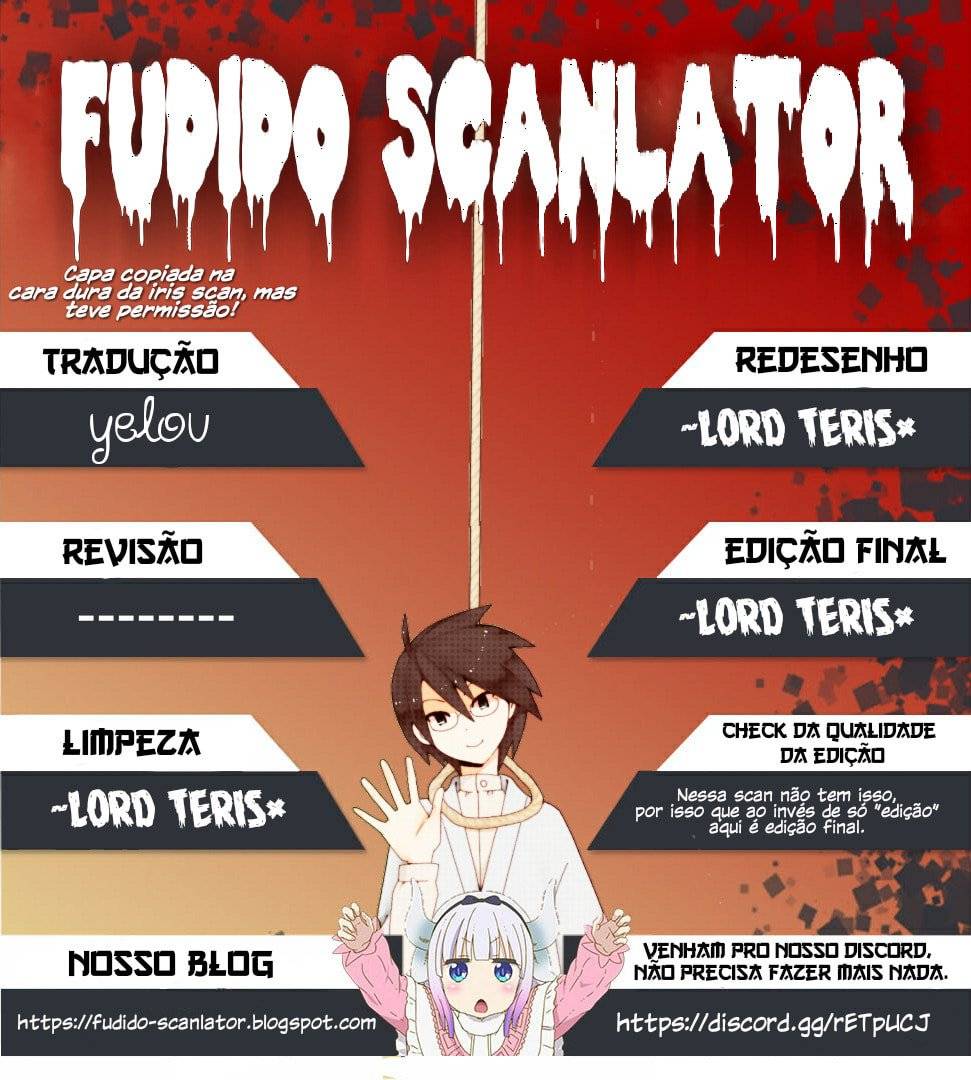 FUDIDO SCANLATOR
Capa copiada na
cara dura da iris scan, mas
teve permissão!
TRADUÇÃO
yelou
REDESENHO
~LORD TERIS*
REVISÃO
--------
EDIÇÃO FINAL
~LORD TERIS*
LIMPEZA
~LORD TERIS*
CHECK DA QUALIDADE
DA EDIÇÃO
Nessa scan não tem isso,
por isso que ao invés de só "edição"
aqui é edição final.
NOSSO BLOG
https://fudido-scanlator.blogspot.com
VENHAM PRO NOSSO DISCORD,
NÃO PRECISA FAZER MAIS NADA.
https://discord.gg/rETpUCJ